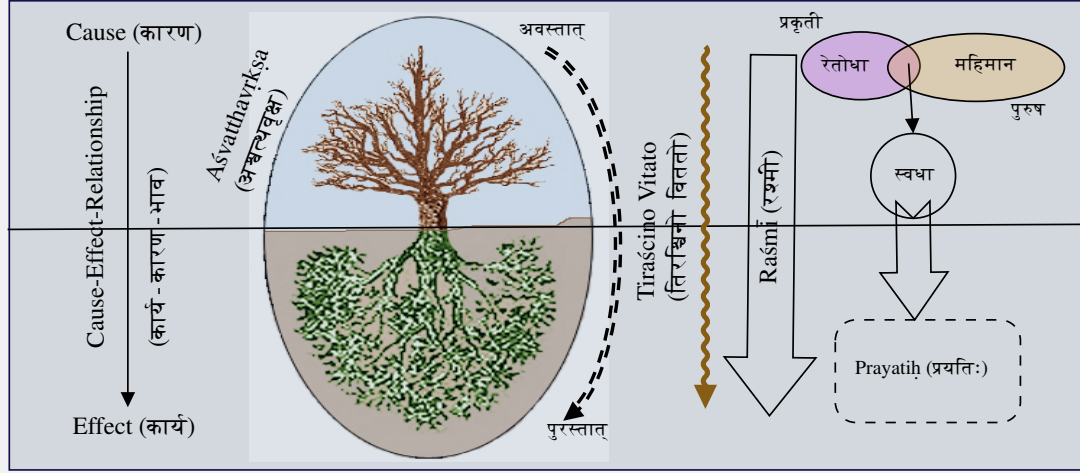 Cause (कारण)
Cause-Effect-Relationship
(कार्य-कारण-भाव)
Effect (कार्य)
Aśvatthavṛkṣa
(अश्वत्थवृक्ष)
अवस्तात्
पुरस्तात्
Tiraścino Vitato
(तिरश्चिनो विततो)
Raśmī (रश्मी)
प्रकृती
रेतोधा
महिमान
पुरुष
स्वधा
Prayatiḥ (प्रयतिः)